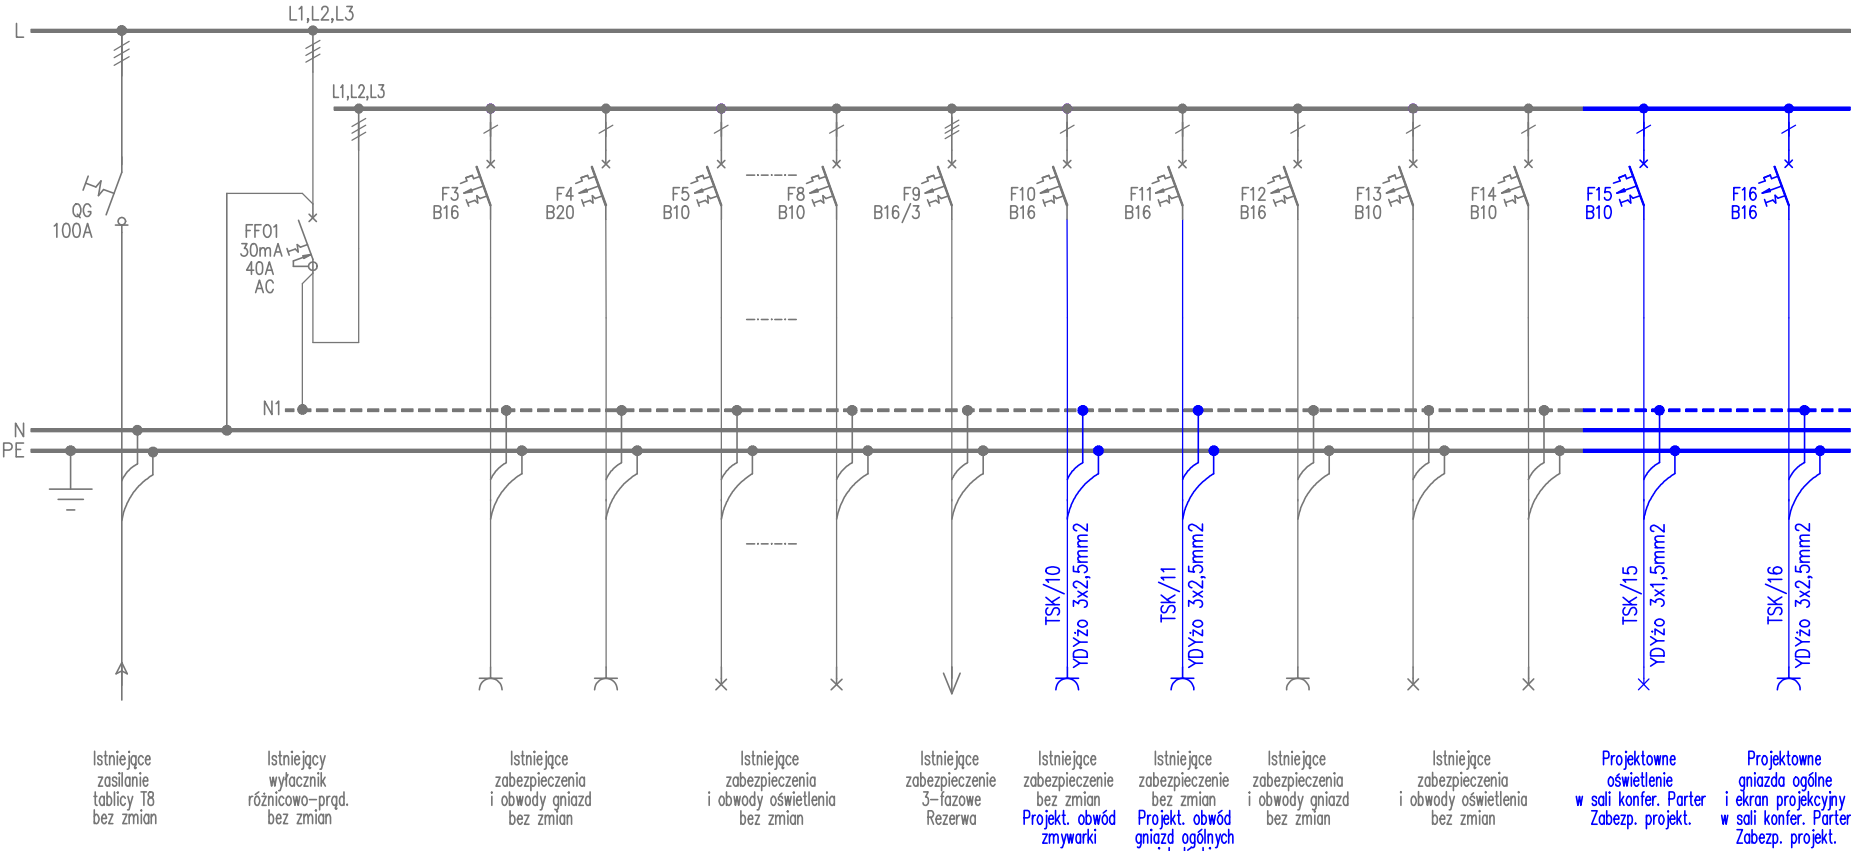 L1,L2,L3
L
L1,L2,L3
QG
100A
FF01
30mA
40A
AC
F3
B16
F4
B20
F5
B10
F8
B10
F9
B16/3
F10
B16
F11
B16
F12
B16
F13
B10
F14
B10
F15
B10
F16
B16
N1
N
PE
TSK/10
YDYżo 3x2,5mm2
TSK/11
YDYżo 3x2,5mm2
TSK/15
YDYżo 3x1,5mm2
TSK/16
YDYżo 3x2,5mm2
Istniejące
zasilanie
tablicy T8
bez zmian
Istniejący
wyłacznik
różnicowo-prąd.
bez zmian
Istniejące
zabezpieczenia
i obwody gniazd
bez zmian
Istniejące
zabezpieczenia
i obwody oświetlenia
bez zmian
Istniejące
zabezpieczenie
3-fazowe
Rezerwa
Istniejące
zabezpieczenie
bez zmian
Projekt. obwód
zmywarki
Istniejące
zabezpieczenie
bez zmian
Projekt. obwód
gniazd ogólnych
Istniejące
zabezpieczenia
i obwody gniazd
bez zmian
Istniejące
zabezpieczenia
i obwody oświetlenia
bez zmian
Projektowne
oświetlenie
w sali konfer. Parter
Zabezp. projekt.
Projektowne
gniazda ogólne
i ekran projekcyjny
w sali konfer. Parter
Zabezp. projekt.